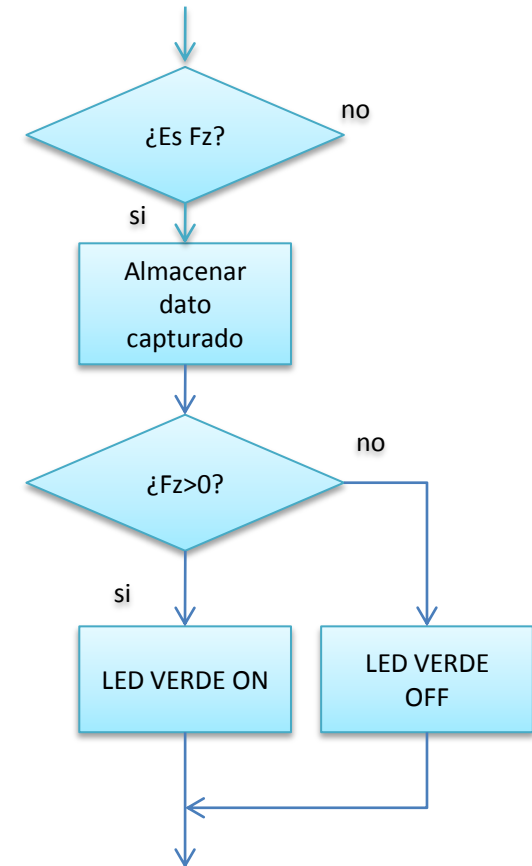 ¿Es Fz?
no
si
Almacenar
dato
capturado
¿Fz>0?
no
si
LED VERDE ON
LED VERDE
OFF